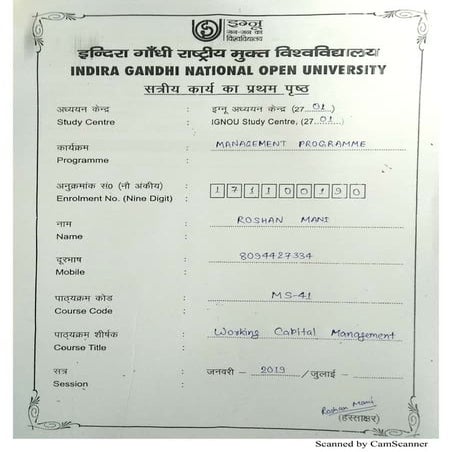 इग्नू
जन-जन का
विश्वविद्यालय
इन्दिरा गाँधी राष्ट्रीय मुक्त विश्वविद्यालय
INDIRA GANDHI NATIONAL OPEN UNIVERSITY
सत्रीय कार्य का प्रथम पृष्ठ
अध्ययन केन्द्र : इग्नू अध्ययन केन्द्र (27...01...)
Study Centre : IGNOU Study Centre, (27...01...)
कार्यक्रम : MANAGEMENT PROGRAMME
Programme :
अनुक्रमांक सं0 (नौ अंकीय) :
Enrolment No. (Nine Digit) : 171100190
नाम : ROSHAN MANI
Name :
दूरभाष : 8094427334
Mobile :
पाठ्यक्रम कोड : MS-41
Course Code :
पाठ्यक्रम शीर्षक : Working Capital Management
Course Title :
सत्र : जनवरी - 2019 /जुलाई -
Session :
Roshan Mani
(हस्ताक्षर)
Scanned by CamScanner